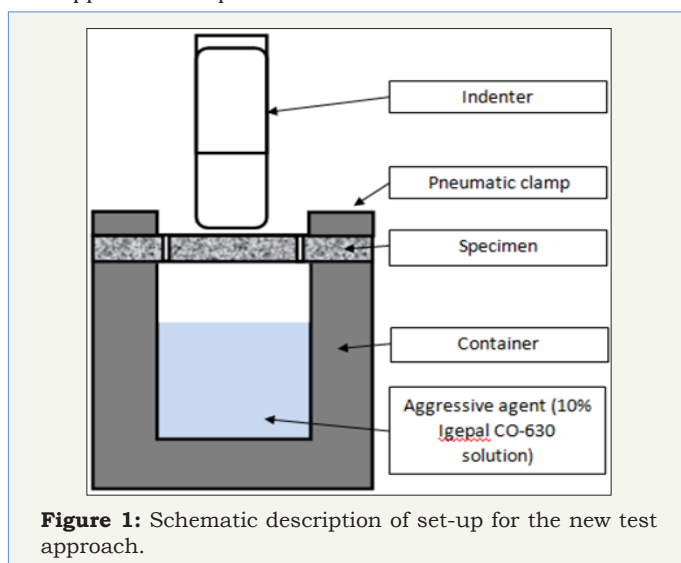 Indenter
Pneumatic clamp
Specimen
Container
Aggressive agent (10%
Igepal CO-630
solution)
Figure 1: Schematic description of set-up for the new test
approach.